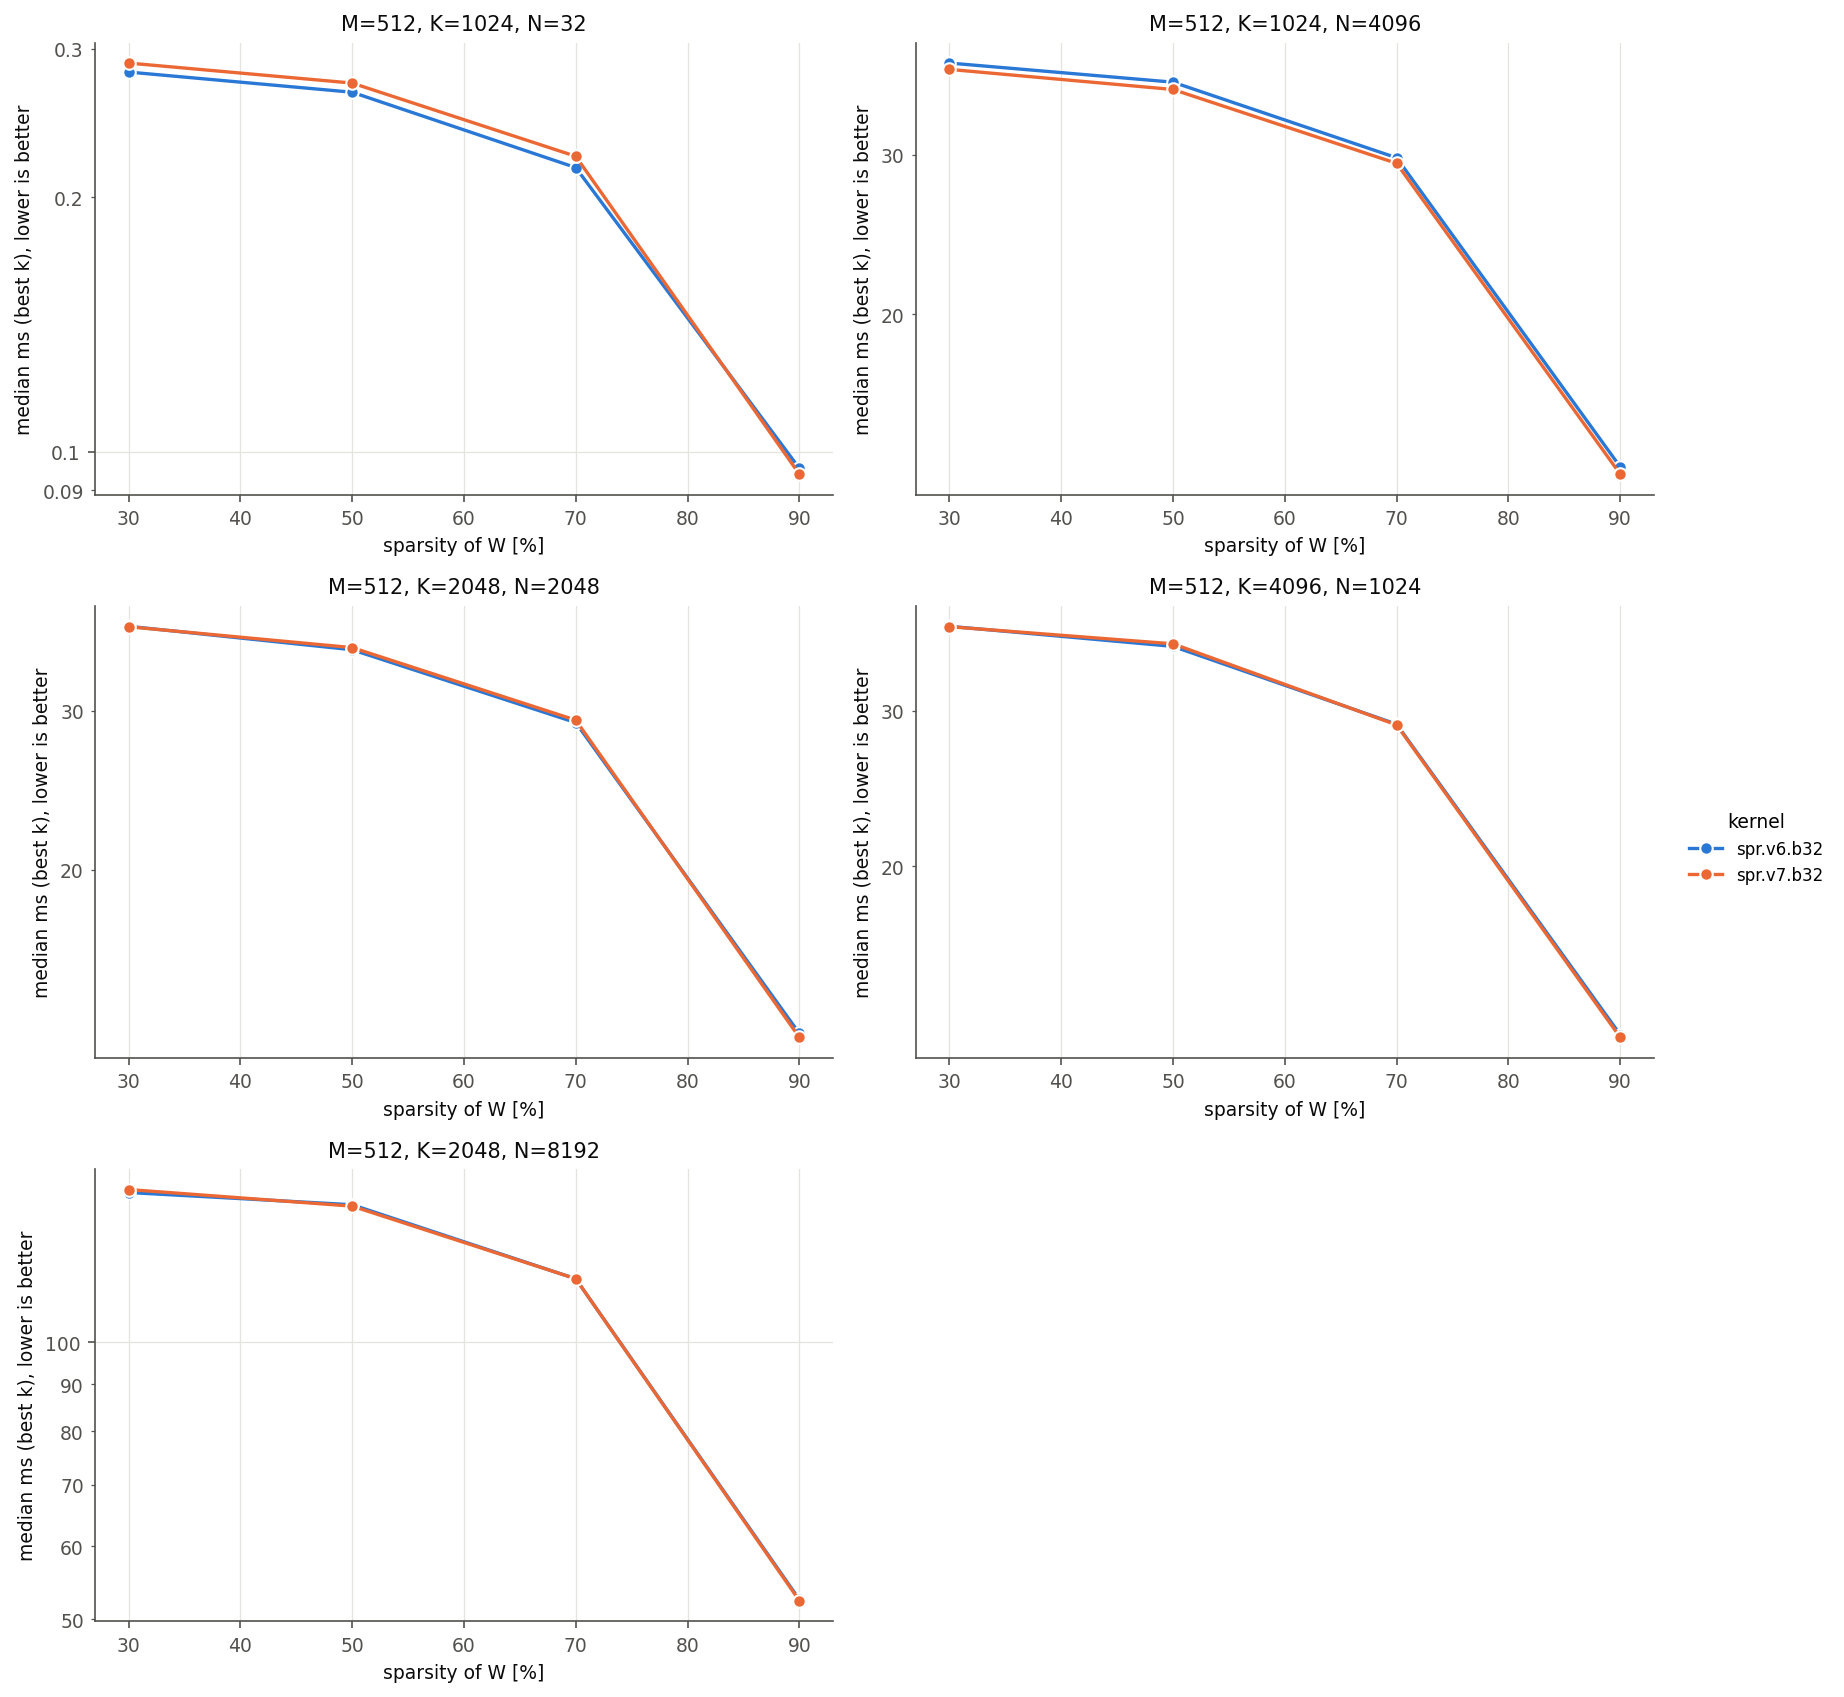 M=512, K=1024, N=32
median ms (best k), lower is better
0.3
0.2
0.1
0.09
30 40 50 60 70 80 90
sparsity of W [%]
M=512, K=1024, N=4096
median ms (best k), lower is better
30
20
30 40 50 60 70 80 90
sparsity of W [%]
M=512, K=2048, N=2048
median ms (best k), lower is better
30
20
30 40 50 60 70 80 90
sparsity of W [%]
M=512, K=4096, N=1024
median ms (best k), lower is better
30
20
30 40 50 60 70 80 90
sparsity of W [%]
kernel
spr.v6.b32
spr.v7.b32
M=512, K=2048, N=8192
median ms (best k), lower is better
100
90
80
70
60
50
30 40 50 60 70 80 90
sparsity of W [%]